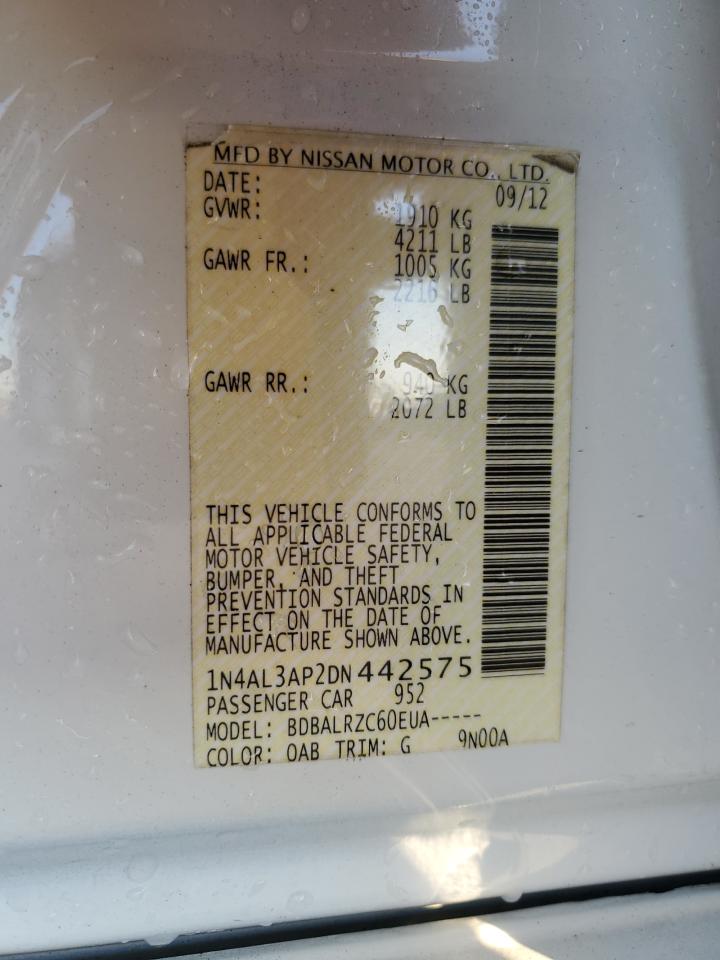 MFD BY NISSAN MOTOR CO., LTD.
DATE: 09/12
GVWR: 1910 KG
4211 LB
GAWR FR.: 1005 KG
2216 LB
GAWR RR.: 940 KG
2072 LB
THIS VEHICLE CONFORMS TO
ALL APPLICABLE FEDERAL
MOTOR VEHICLE SAFETY,
BUMPER, AND THEFT
PREVENTION STANDARDS IN
EFFECT ON THE DATE OF
MANUFACTURE SHOWN ABOVE.
1N4AL3AP2DN442575
PASSENGER CAR 952
MODEL: BDBALRZC60EUA-----
COLOR: OAB TRIM: G 9N00A